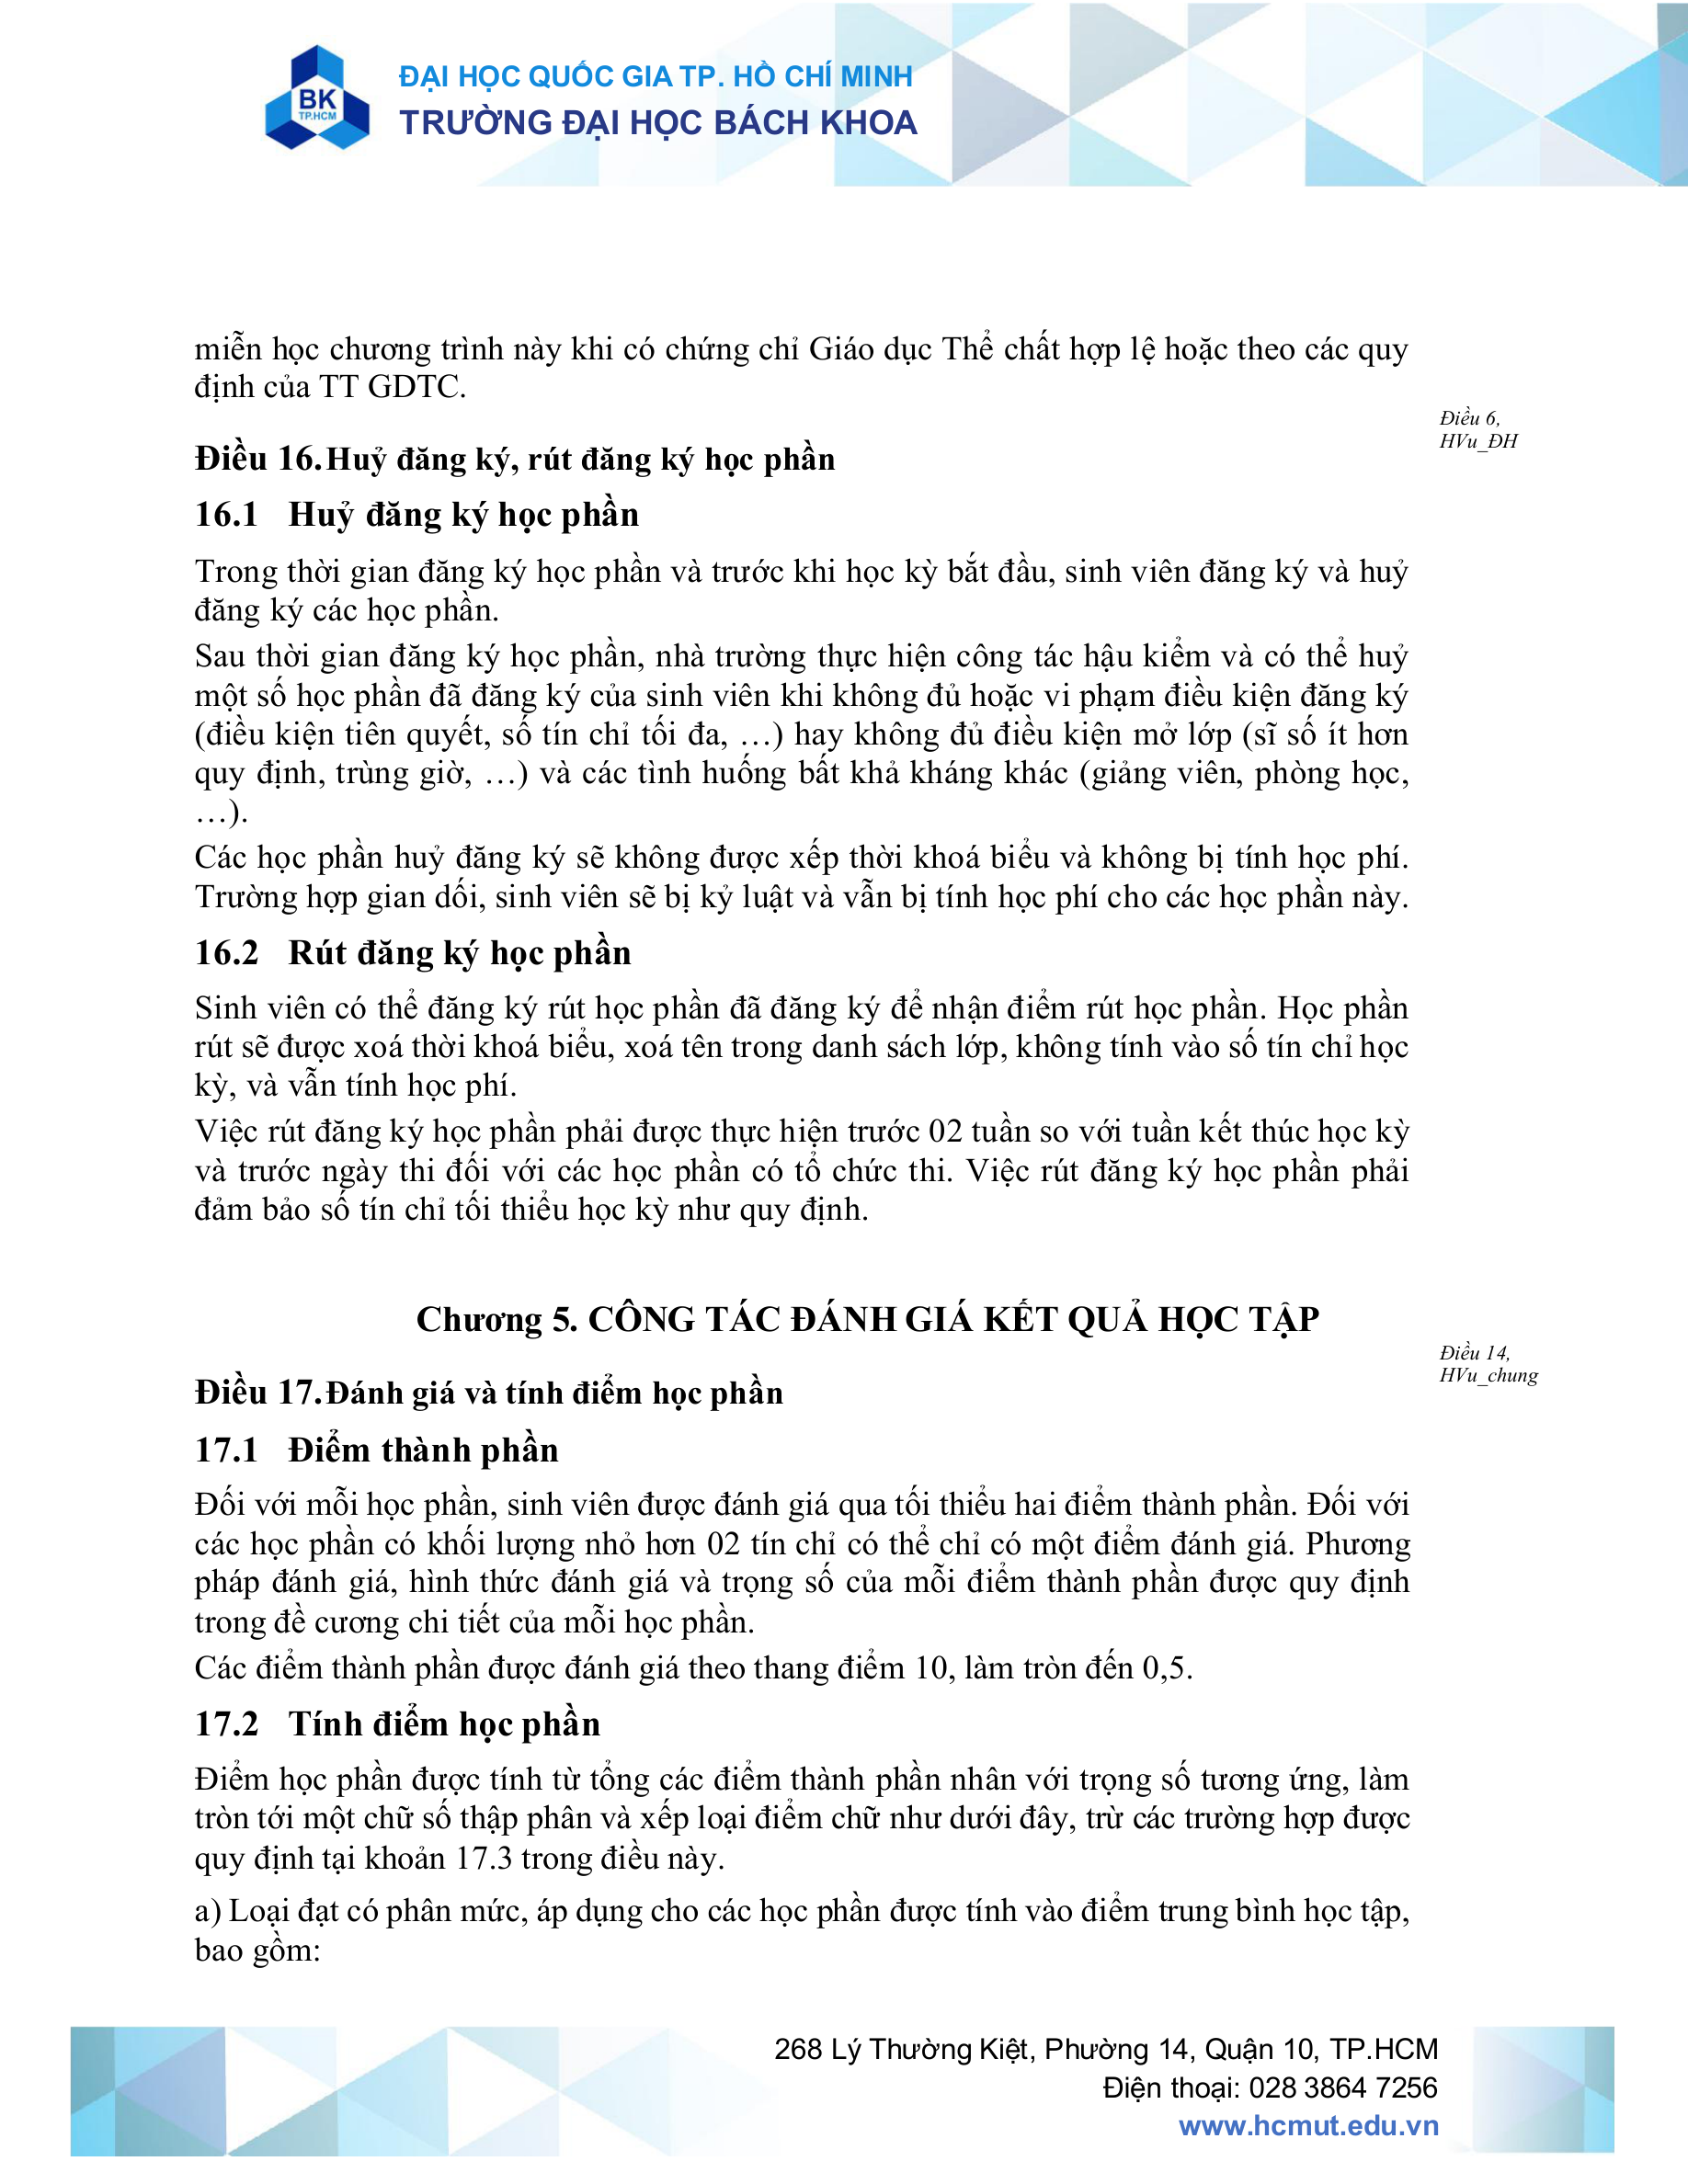 BK
TP.HCM
ĐẠI HỌC QUỐC GIA TP. HỒ CHÍ MINH
TRƯỜNG ĐẠI HỌC BÁCH KHOA
miễn học chương trình này khi có chứng chỉ Giáo dục Thể chất hợp lệ hoặc theo các quy
định của TT GDTC.
Điều 6,
HVu_ĐH
Điều 16. Huỷ đăng ký, rút đăng ký học phần
16.1 Huỷ đăng ký học phần
Trong thời gian đăng ký học phần và trước khi học kỳ bắt đầu, sinh viên đăng ký và huỷ
đăng ký các học phần.
Sau thời gian đăng ký học phần, nhà trường thực hiện công tác hậu kiểm và có thể huỷ
một số học phần đã đăng ký của sinh viên khi không đủ hoặc vi phạm điều kiện đăng ký
(điều kiện tiên quyết, số tín chỉ tối đa, …) hay không đủ điều kiện mở lớp (sĩ số ít hơn
quy định, trùng giờ, …) và các tình huống bất khả kháng khác (giảng viên, phòng học,
…).
Các học phần huỷ đăng ký sẽ không được xếp thời khoá biểu và không bị tính học phí.
Trường hợp gian dối, sinh viên sẽ bị kỷ luật và vẫn bị tính học phí cho các học phần này.
16.2 Rút đăng ký học phần
Sinh viên có thể đăng ký rút học phần đã đăng ký để nhận điểm rút học phần. Học phần
rút sẽ được xoá thời khoá biểu, xoá tên trong danh sách lớp, không tính vào số tín chỉ học
kỳ, và vẫn tính học phí.
Việc rút đăng ký học phần phải được thực hiện trước 02 tuần so với tuần kết thúc học kỳ
và trước ngày thi đối với các học phần có tổ chức thi. Việc rút đăng ký học phần phải
đảm bảo số tín chỉ tối thiểu học kỳ như quy định.
Chương 5. CÔNG TÁC ĐÁNH GIÁ KẾT QUẢ HỌC TẬP
Điều 14,
HVu_chung
Điều 17. Đánh giá và tính điểm học phần
17.1 Điểm thành phần
Đối với mỗi học phần, sinh viên được đánh giá qua tối thiểu hai điểm thành phần. Đối với
các học phần có khối lượng nhỏ hơn 02 tín chỉ có thể chỉ có một điểm đánh giá. Phương
pháp đánh giá, hình thức đánh giá và trọng số của mỗi điểm thành phần được quy định
trong đề cương chi tiết của mỗi học phần.
Các điểm thành phần được đánh giá theo thang điểm 10, làm tròn đến 0,5.
17.2 Tính điểm học phần
Điểm học phần được tính từ tổng các điểm thành phần nhân với trọng số tương ứng, làm
tròn tới một chữ số thập phân và xếp loại điểm chữ như dưới đây, trừ các trường hợp được
quy định tại khoản 17.3 trong điều này.
a) Loại đạt có phân mức, áp dụng cho các học phần được tính vào điểm trung bình học tập,
bao gồm:
268 Lý Thường Kiệt, Phường 14, Quận 10, TP.HCM
Điện thoại: 028 3864 7256
www.hcmut.edu.vn